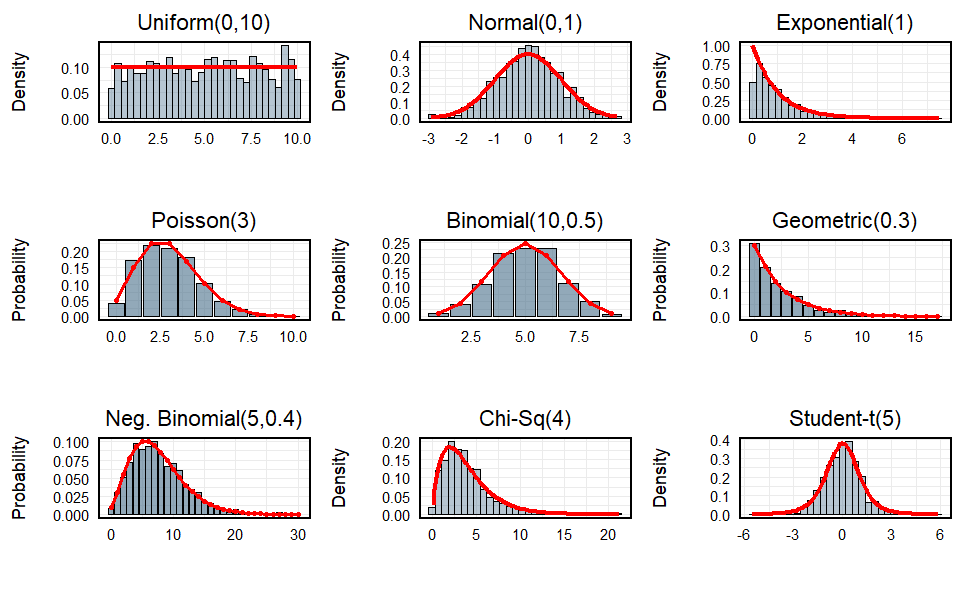 Uniform(0,10) Normal(0,1) Exponential(1)
Density
0.10
0.05
0.00
0.0 2.5 5.0 7.5 10.0
Density
0.4
0.3
0.2
0.1
0.0
-3 -2 -1 0 1 2 3
Density
1.00
0.75
0.50
0.25
0.00
0 2 4 6
Poisson(3) Binomial(10,0.5) Geometric(0.3)
Probability
0.20
0.15
0.10
0.05
0.00
0.0 2.5 5.0 7.5 10.0
Probability
0.25
0.20
0.15
0.10
0.05
0.00
2.5 5.0 7.5
Probability
0.3
0.2
0.1
0.0
0 5 10 15
Neg. Binomial(5,0.4) Chi-Sq(4) Student-t(5)
Probability
0.100
0.075
0.050
0.025
0.000
0 10 20 30
Density
0.20
0.15
0.10
0.05
0.00
0 5 10 15 20
Density
0.4
0.3
0.2
0.1
0.0
-6 -3 0 3 6